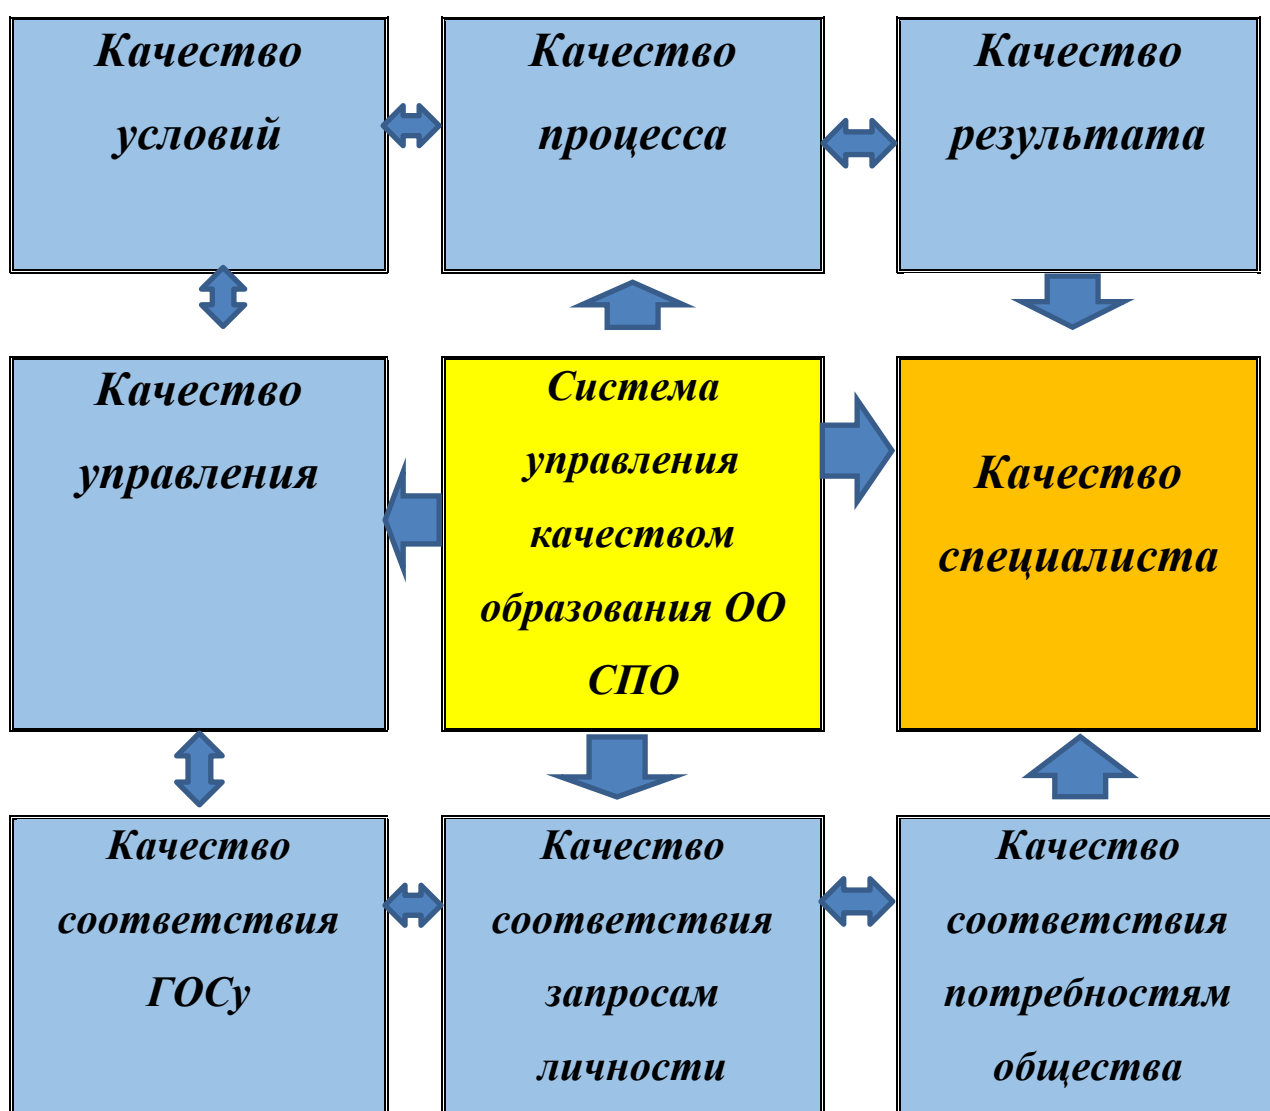 Качество
условий
Качество
процесса
Качество
результата
Качество
управления
Система
управления
качеством
образования ОО
СПО
Качество
специалиста
Качество
соответствия
ГОСу
Качество
соответствия
запросам
личности
Качество
соответствия
потребностям
общества